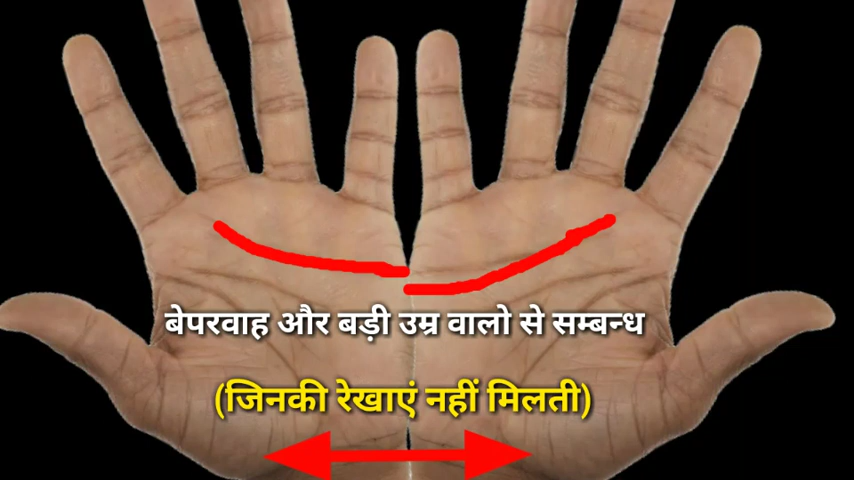 बेपरवाह और बड़ी उम्र वालो से सम्बन्ध
(जिनकी रेखाएं नहीं मिलती)